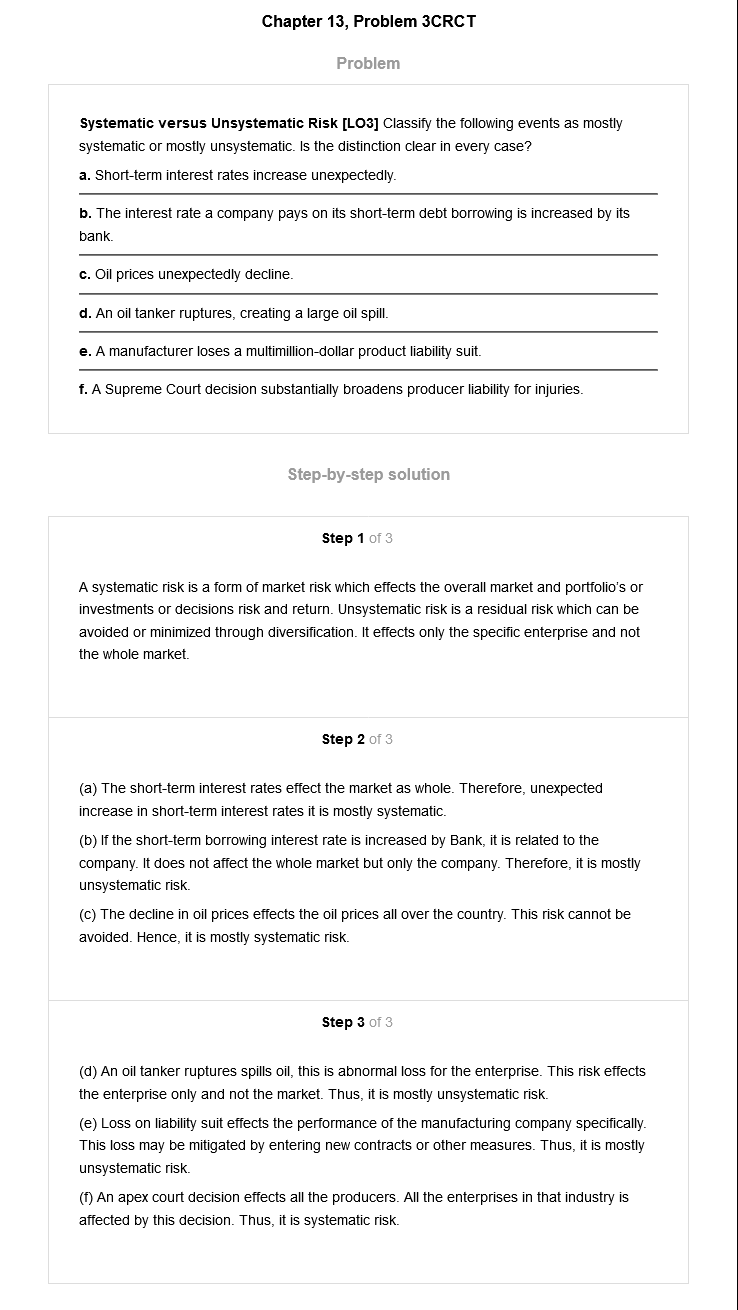 Chapter 13, Problem 3CRCT
Problem
Systematic versus Unsystematic Risk [LO3] Classify the following events as mostly
systematic or mostly unsystematic. Is the distinction clear in every case?
a. Short-term interest rates increase unexpectedly.
b. The interest rate a company pays on its short-term debt borrowing is increased by its
bank.
c. Oil prices unexpectedly decline.
d. An oil tanker ruptures, creating a large oil spill.
e. A manufacturer loses a multimillion-dollar product liability suit.
f. A Supreme Court decision substantially broadens producer liability for injuries.
Step-by-step solution
Step 1 of 3
A systematic risk is a form of market risk which effects the overall market and portfolio's or
investments or decisions risk and return. Unsystematic risk is a residual risk which can be
avoided or minimized through diversification. It effects only the specific enterprise and not
the whole market.
Step 2 of 3
(a) The short-term interest rates effect the market as whole. Therefore, unexpected
increase in short-term interest rates it is mostly systematic.
(b) If the short-term borrowing interest rate is increased by Bank, it is related to the
company. It does not affect the whole market but only the company. Therefore, it is mostly
unsystematic risk.
(c) The decline in oil prices effects the oil prices all over the country. This risk cannot be
avoided. Hence, it is mostly systematic risk.
Step 3 of 3
(d) An oil tanker ruptures spills oil, this is abnormal loss for the enterprise. This risk effects
the enterprise only and not the market. Thus, it is mostly unsystematic risk.
(e) Loss on liability suit effects the performance of the manufacturing company specifically.
This loss may be mitigated by entering new contracts or other measures. Thus, it is mostly
unsystematic risk.
(f) An apex court decision effects all the producers. All the enterprises in that industry is
affected by this decision. Thus, it is systematic risk.